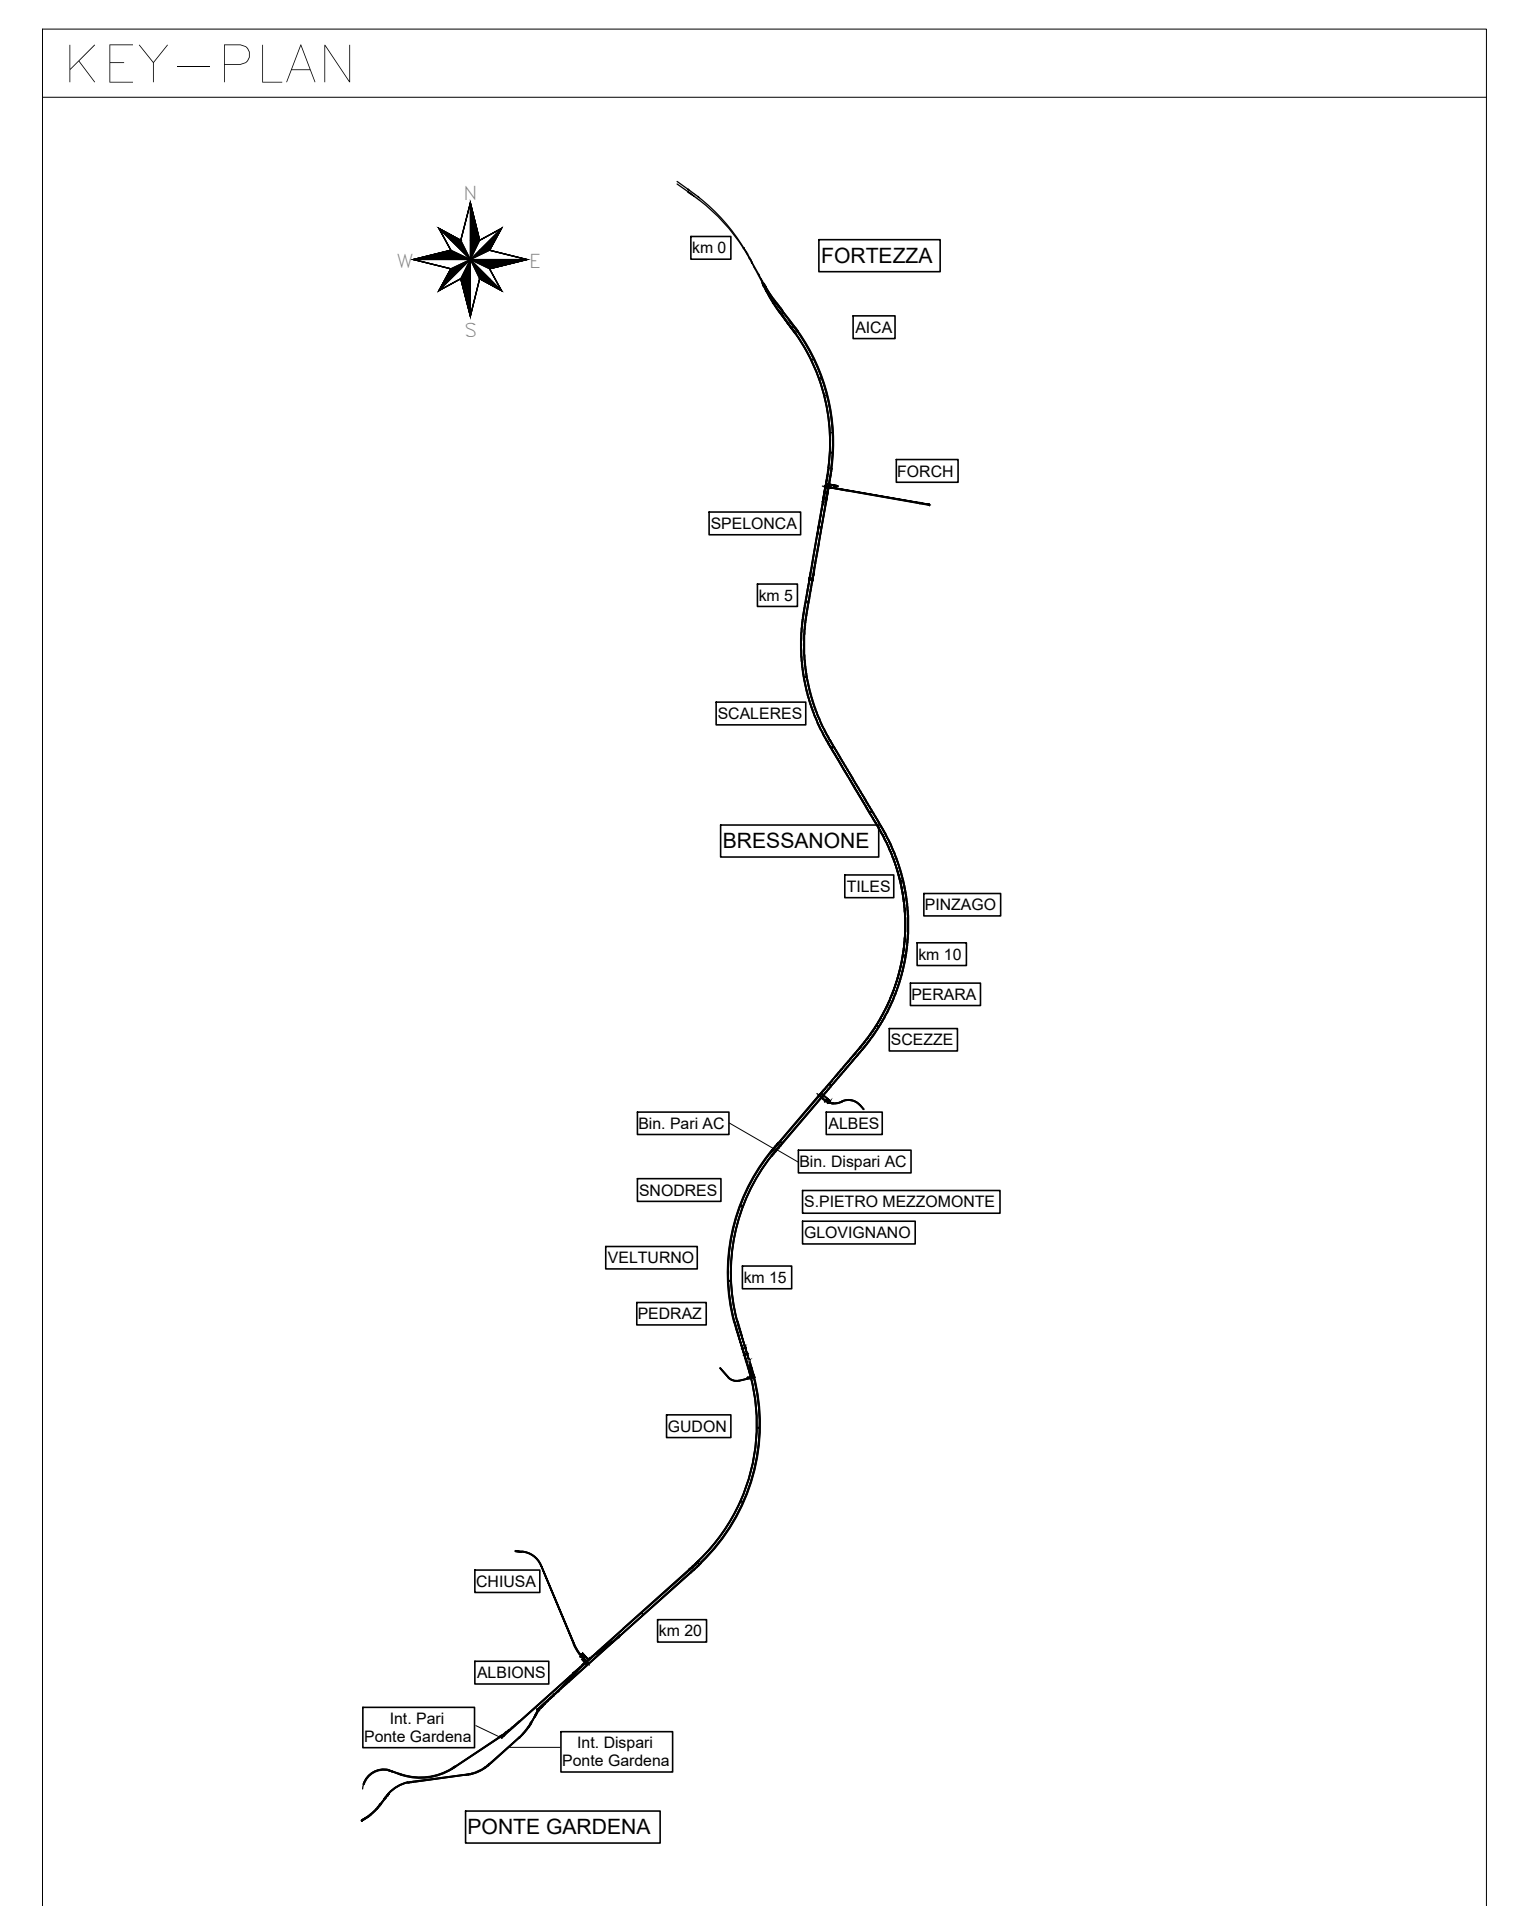 KEY-PLAN
N
W
E
S
km 0
FORTEZZA
AICA
FORCH
SPELONCA
km 5
SCALERES
BRESSANONE
TILES
PINZAGO
km 10
PERARA
SCEZZE
ALBES
Bin. Pari AC
Bin. Dispari AC
SNODRES
S.PIETRO MEZZOMONTE
GLOVIGNANO
VELTURNO
km 15
PEDRAZ
GUDON
CHIUSA
km 20
ALBIONS
Int. Pari
Ponte Gardena
Int. Dispari
Ponte Gardena
PONTE GARDENA